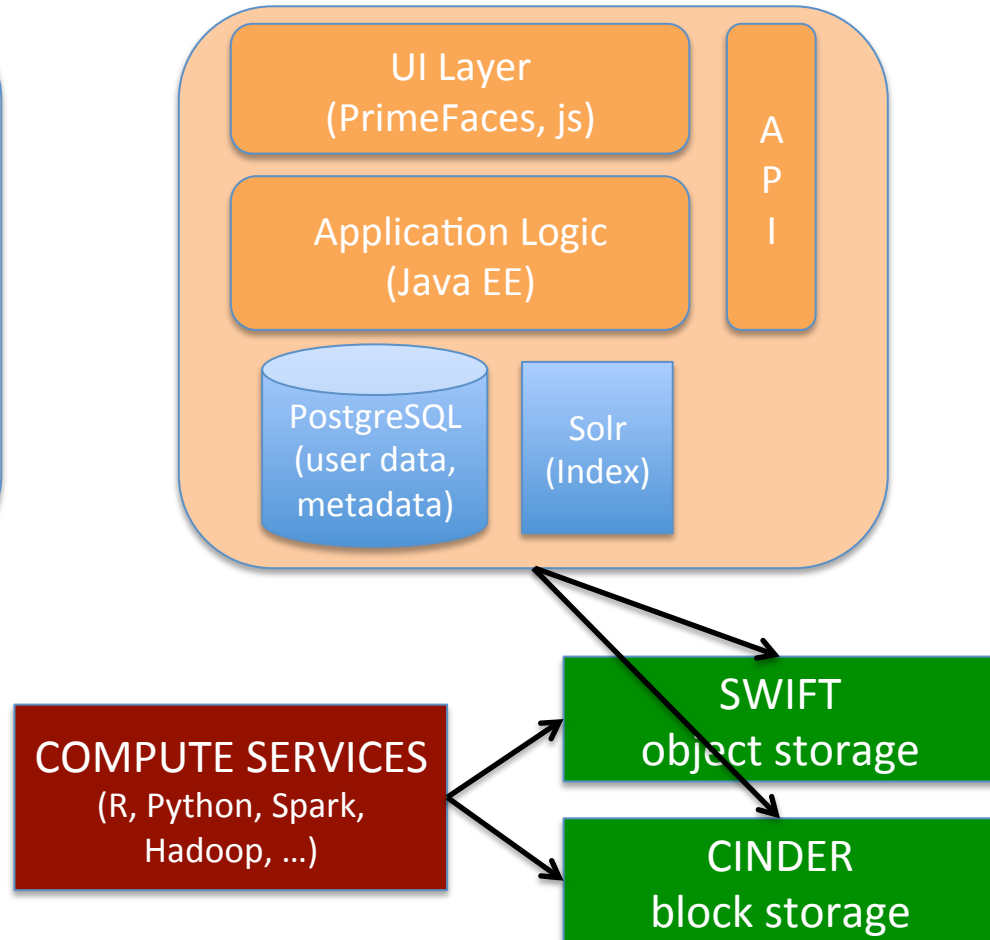 UI Layer
(PrimeFaces, js)
A
P
I
Application Logic
(Java EE)
PostgreSQL
(user data,
metadata)
Solr
(Index)
SWIFT
object storage
COMPUTE SERVICES
(R, Python, Spark,
Hadoop, ...)
CINDER
block storage